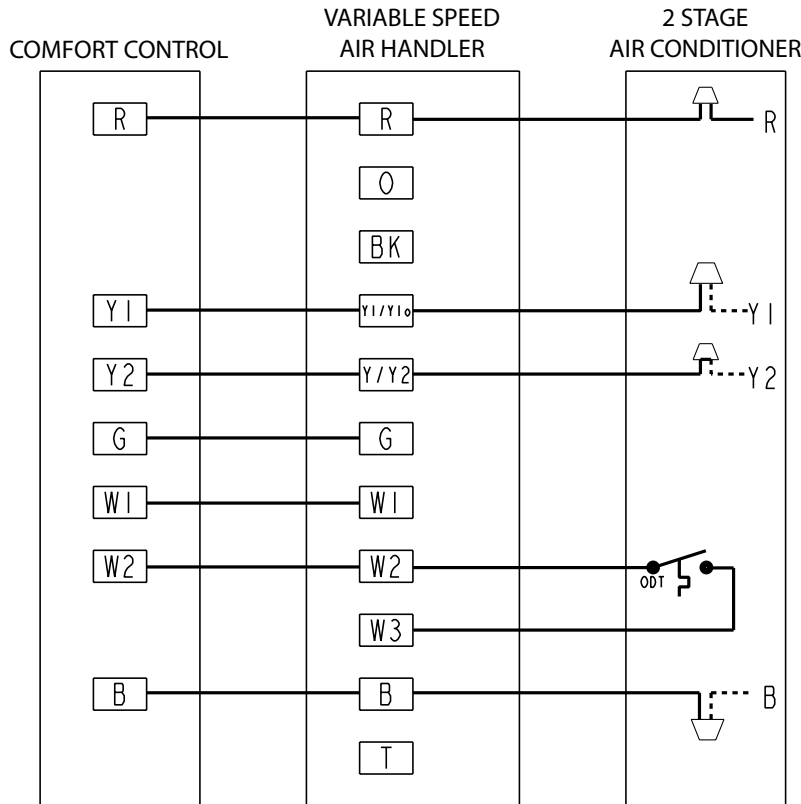 COMFORT CONTROL
VARIABLE SPEED
AIR HANDLER
2 STAGE
AIR CONDITIONER
R R R
O
BK
Y1 Y1/Y1o Y1
Y2 Y/Y2 Y2
G G
W1 W1
W2 W2 ODT
W3
B B B
T